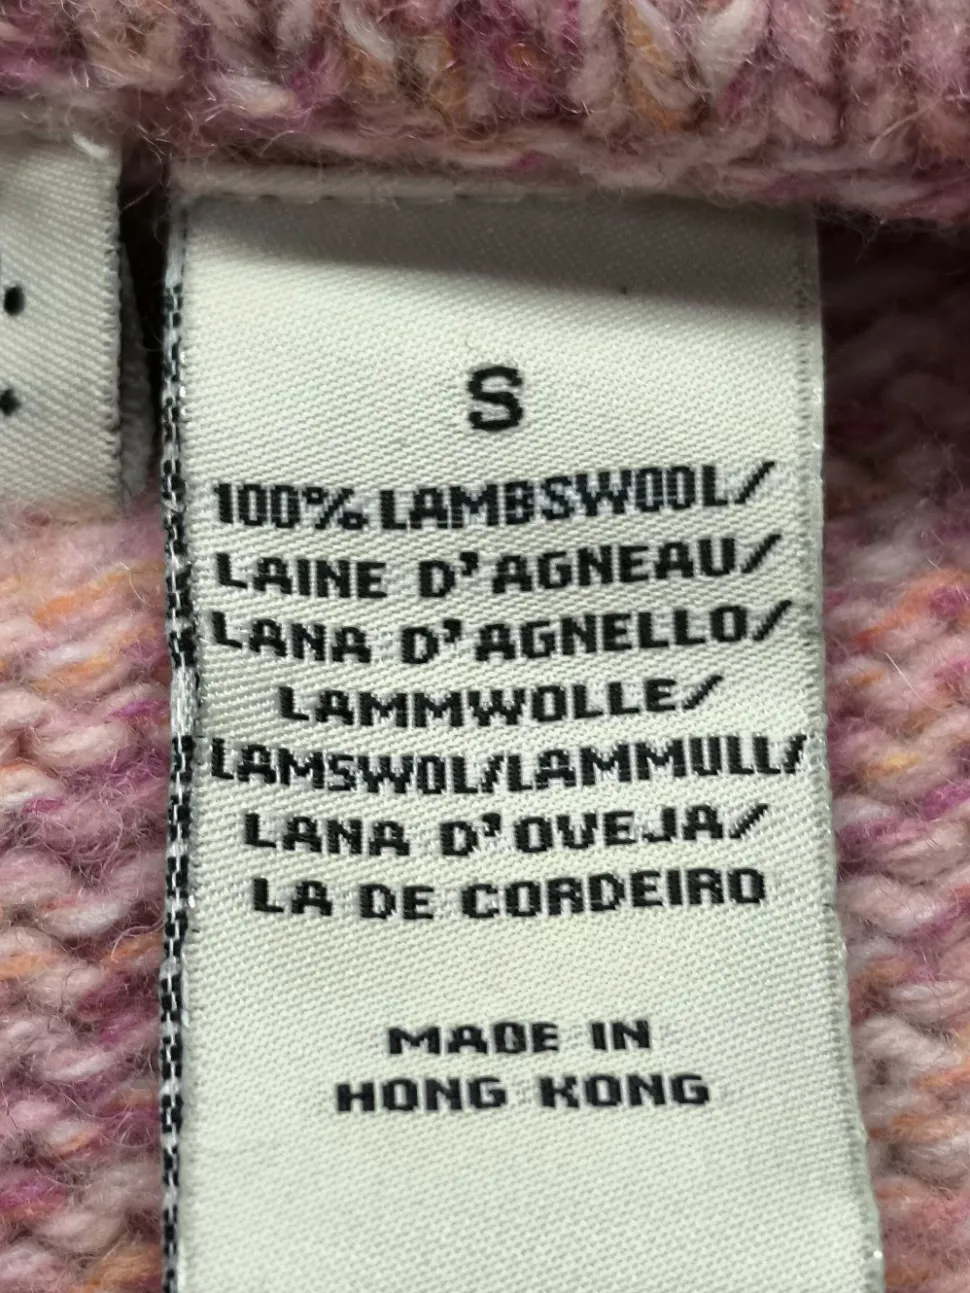 S
100% LAMBSWOOL/
LAINE D'AGNEAU/
LANA D'AGNELLO/
LAMMWOLLE/
LAMSWOL/LAMMULL/
LANA D'OVEJA/
LA DE CORDEIRO
MADE IN
HONG KONG